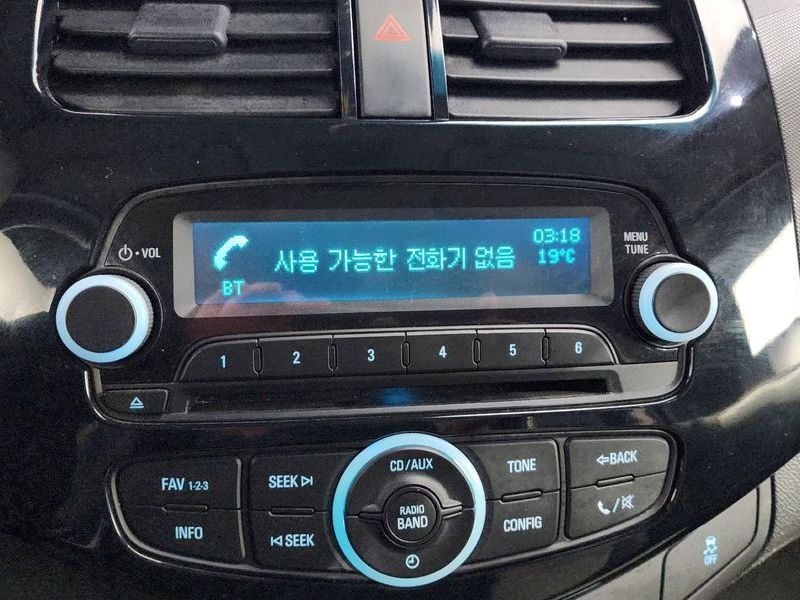 VOL
BT
사용 가능한 전화기 없음
03:18
19°C
MENU
TUNE
1 2 3 4 5 6
FAV 1-2-3
SEEK
CD/AUX
TONE
BACK
INFO
SEEK
RADIO
BAND
CONFIG
OFF